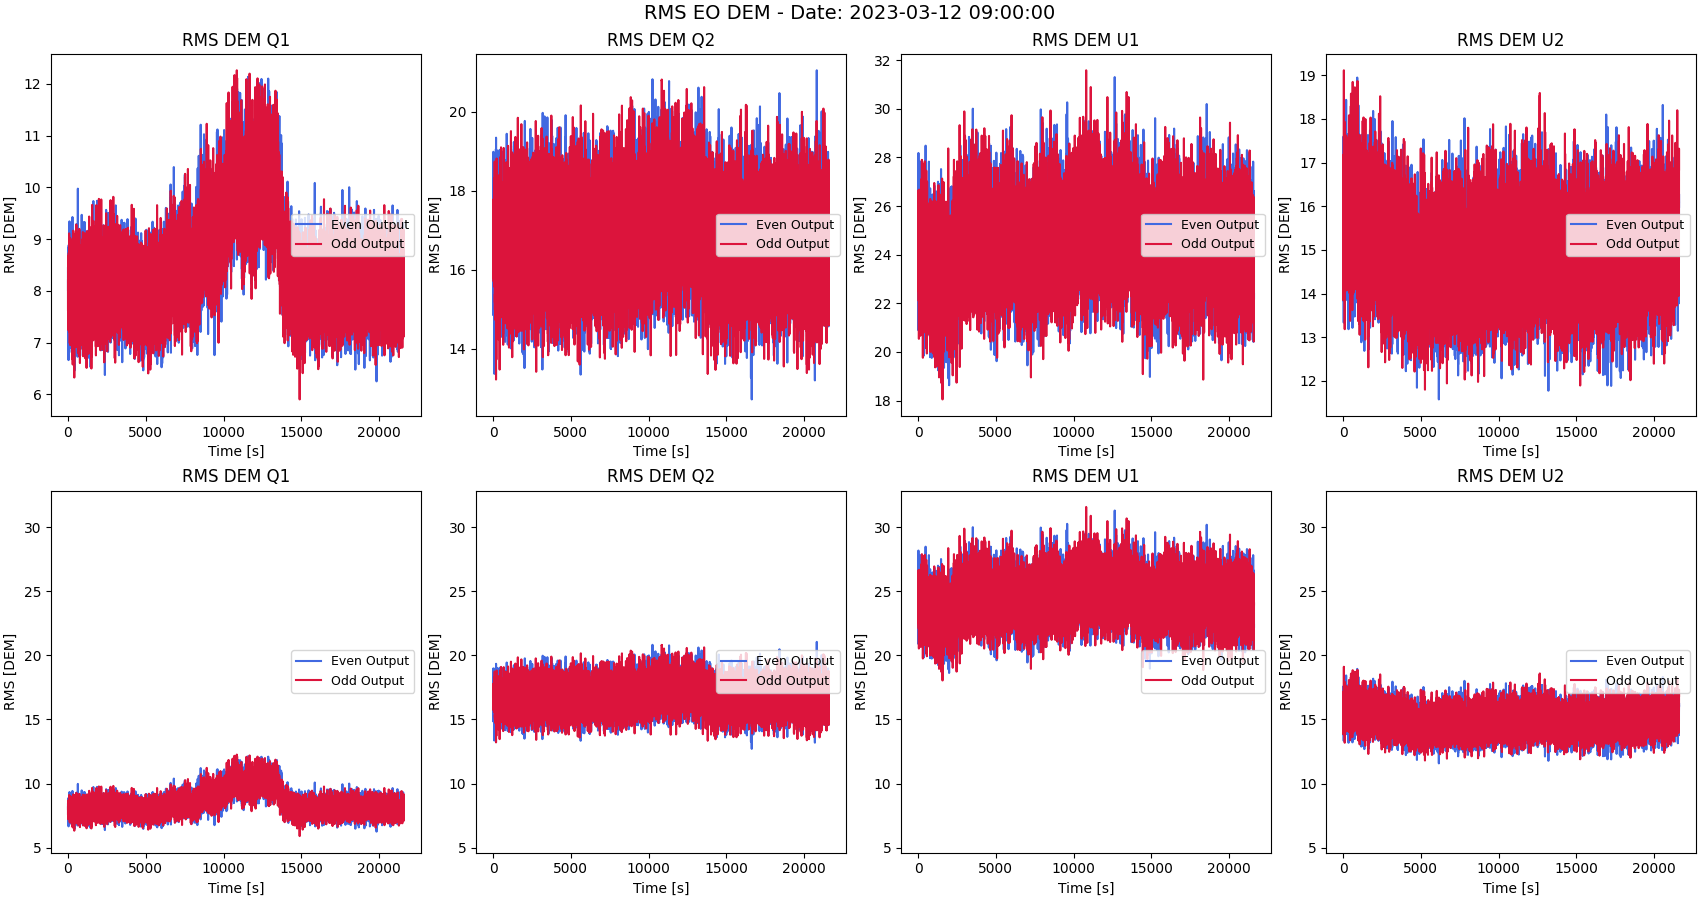 RMS EO DEM - Date: 2023-03-12 09:00:00
RMS DEM Q1
RMS [DEM]
12
11
10
9
8
7
6
0 5000 10000 15000 20000
Time [s]
Even Output
Odd Output
RMS DEM Q2
RMS [DEM]
20
18
16
14
0 5000 10000 15000 20000
Time [s]
Even Output
Odd Output
RMS DEM U1
RMS [DEM]
32
30
28
26
24
22
20
18
0 5000 10000 15000 20000
Time [s]
Even Output
Odd Output
RMS DEM U2
RMS [DEM]
19
18
17
16
15
14
13
12
0 5000 10000 15000 20000
Time [s]
Even Output
Odd Output
RMS DEM Q1
RMS [DEM]
30
25
20
15
10
5
0 5000 10000 15000 20000
Time [s]
Even Output
Odd Output
RMS DEM Q2
RMS [DEM]
30
25
20
15
10
5
0 5000 10000 15000 20000
Time [s]
Even Output
Odd Output
RMS DEM U1
RMS [DEM]
30
25
20
15
10
5
0 5000 10000 15000 20000
Time [s]
Even Output
Odd Output
RMS DEM U2
RMS [DEM]
30
25
20
15
10
5
0 5000 10000 15000 20000
Time [s]
Even Output
Odd Output